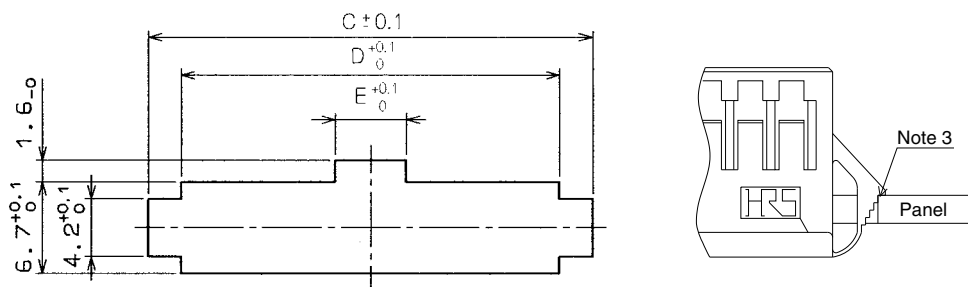 C ± 0.1
D +0.1 0
E +0.1 0
1.6 -0
6.7 +0.1 0
4.2 +0.1 0
HRS
Note 3
Panel